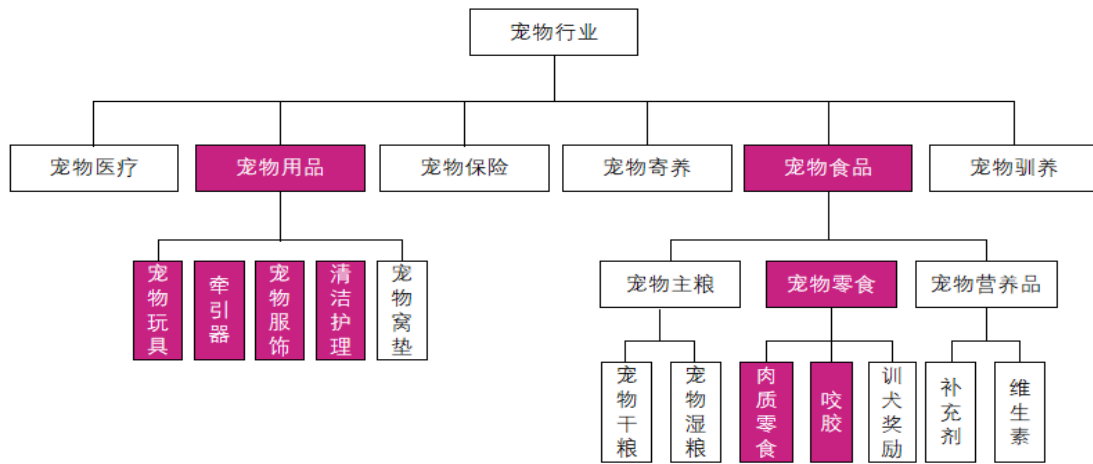 宠物行业
宠物医疗
宠物用品
宠物保险
宠物寄养
宠物食品
宠物驯养
宠物玩具
牵引器
宠物服饰
清洁护理
宠物窝垫
宠物主粮
宠物零食
宠物营养品
宠物干粮
宠物湿粮
肉质零食
咬胶
训犬奖励
补充剂
维生素